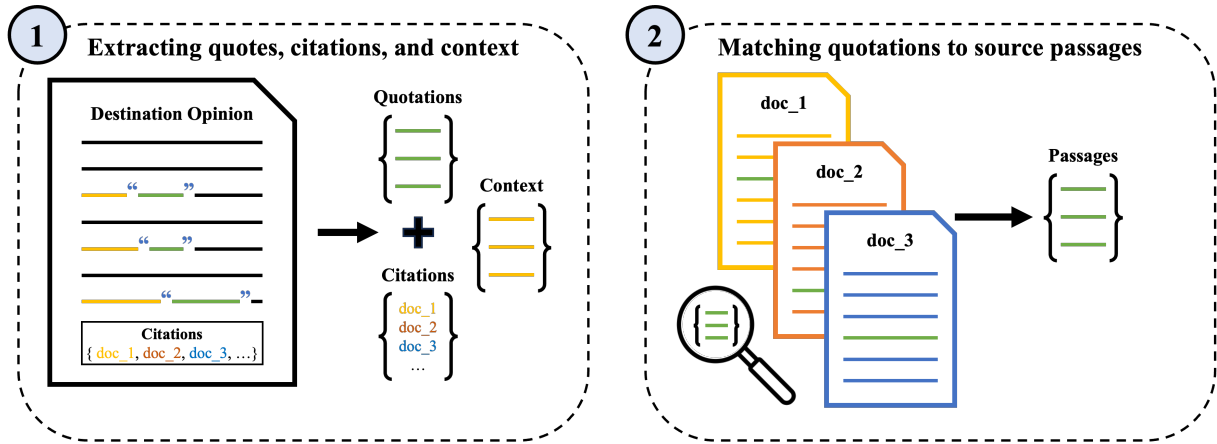 1
Extracting quotes, citations, and context
Destination Opinion
“ ”
“ ”
“ ”
Citations
{ doc_1, doc_2, doc_3, …}
Quotations
Context
Citations
doc_1
doc_2
doc_3
…
2
Matching quotations to source passages
doc_1
doc_2
doc_3
Passages